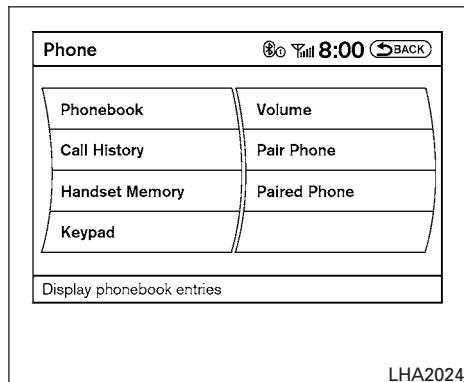 Phone 8:00 BACK
Phonebook
Volume
Call History
Pair Phone
Handset Memory
Paired Phone
Keypad
Display phonebook entries
LHA2024